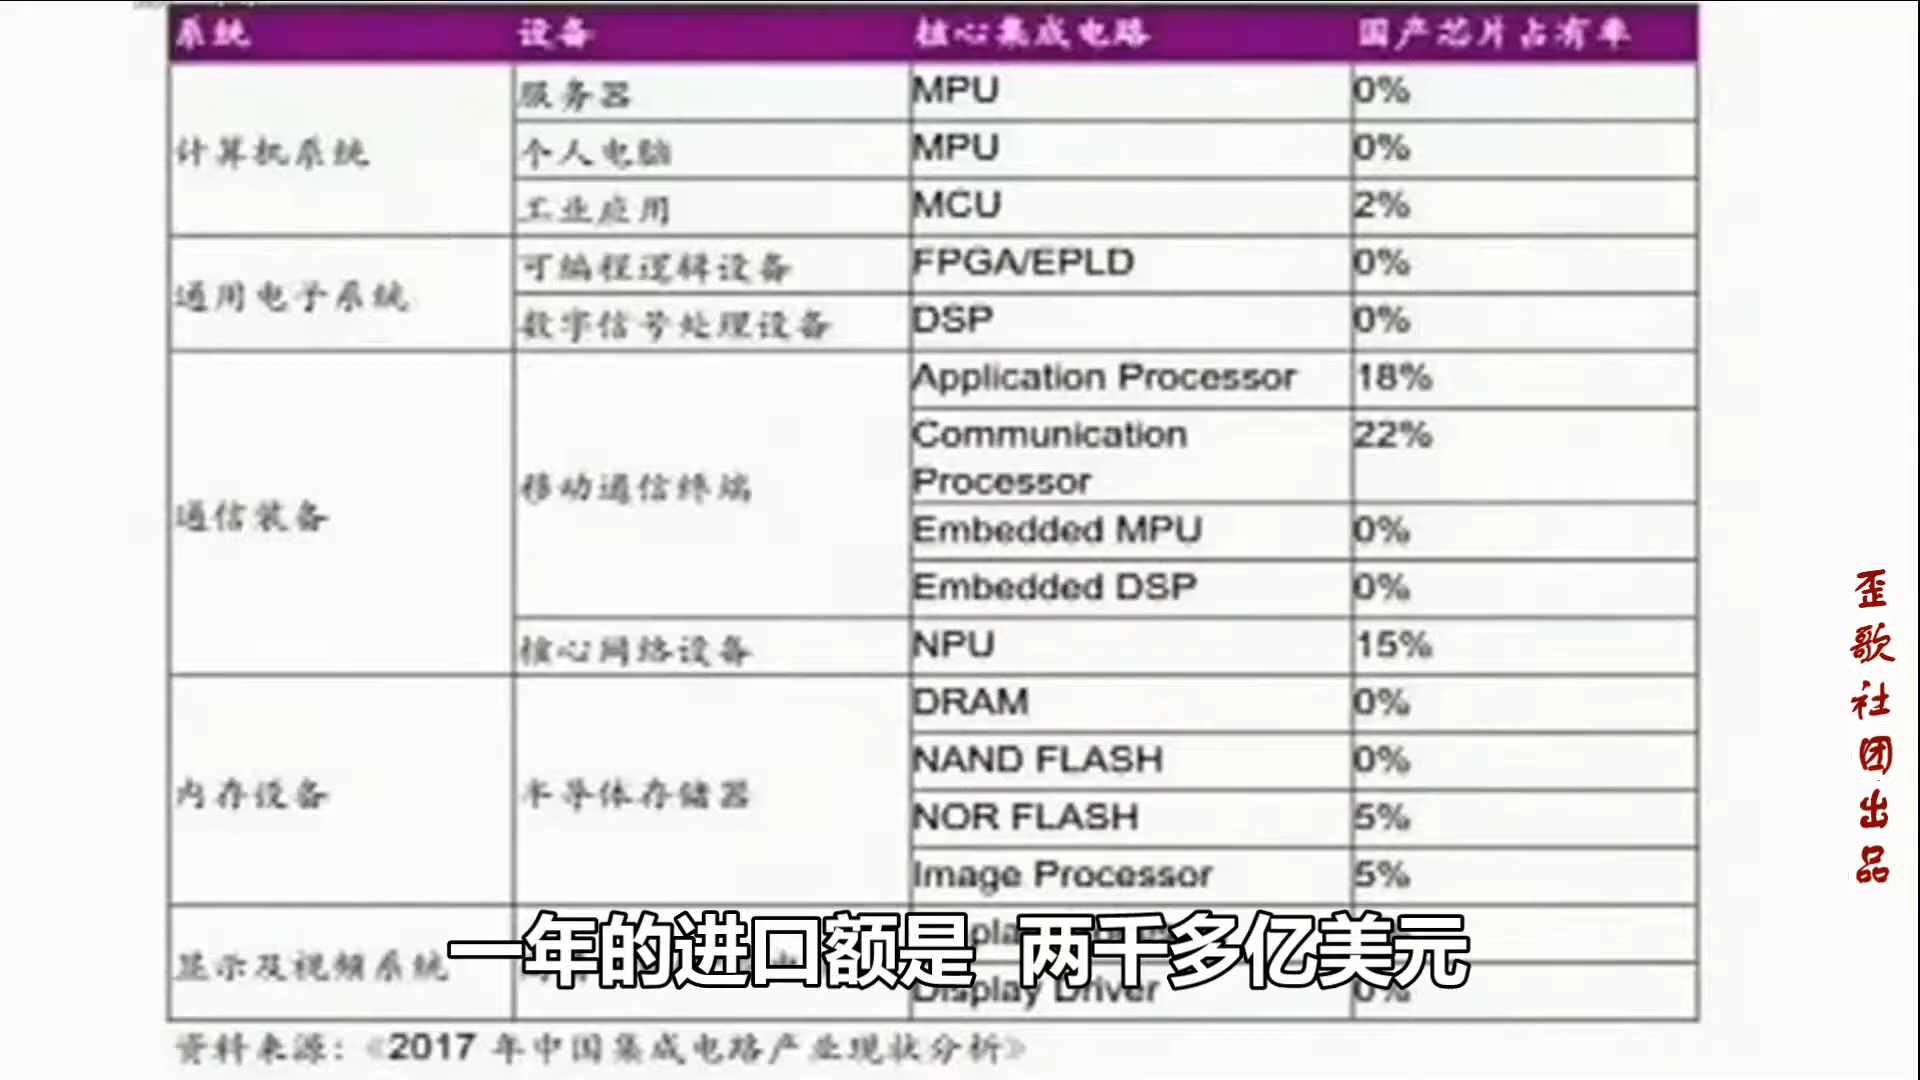 系统 设备 核心集成电路 国产芯片占有率
计算机系统 服务器 MPU 0%
个人电脑 MPU 0%
工业应用 MCU 2%
通用电子系统 可编程逻辑设备 FPGA/EPLD 0%
数字信号处理设备 DSP 0%
通信装备 移动通信终端 Application Processor 18%
Communication
Processor 22%
Embedded MPU 0%
Embedded DSP 0%
核心网络设备 NPU 15%
内存设备 半导体存储器 DRAM 0%
NAND FLASH 0%
NOR FLASH 5%
Image Processor 5%
显示及视频系统
Display Driver 0%
一年的进口额是 两千多亿美元
资料来源:《2017 年中国集成电路产业现状分析》
歪歌社团出品